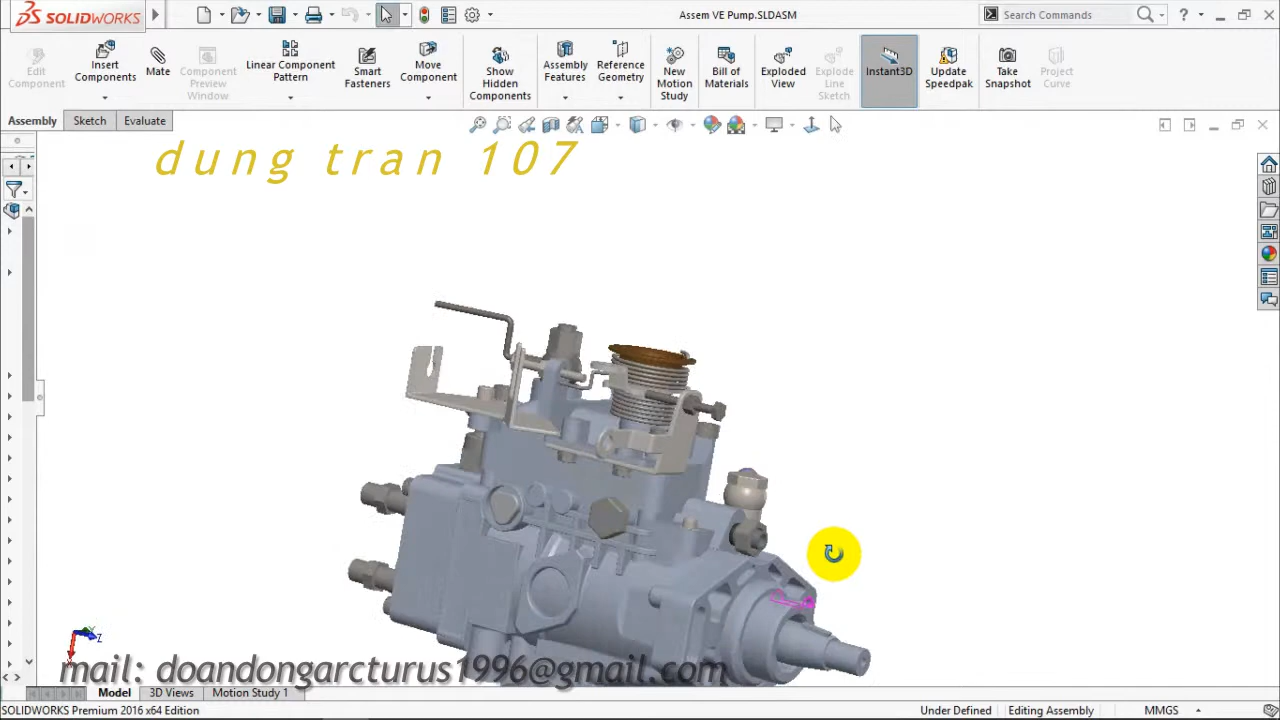 SOLIDWORKS
Assem VE Pump.SLDASM
Search Commands
?
Edit Component
Insert Components
Mate
Component Preview Window
Linear Component Pattern
Smart Fasteners
Move Component
Show Hidden Components
Assembly Features
Reference Geometry
New Motion Study
Bill of Materials
Exploded View
Explode Line Sketch
Instant3D
Update Speedpak
Take Snapshot
Project Curve
Assembly
Sketch
Evaluate
dung tran 107
Z
mail: doandongarcturus1996@gmail.com
Model
3D Views
Motion Study 1
SOLIDWORKS Premium 2016 x64 Edition
Under Defined
Editing Assembly
MMGS